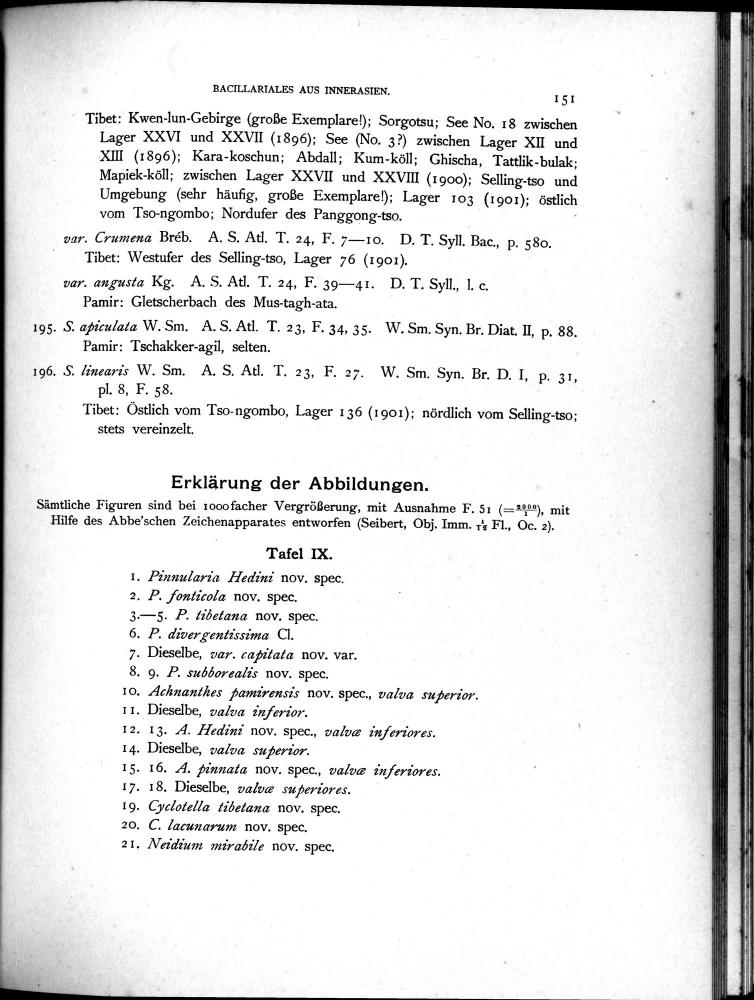 BACILLARIALES AUS INNERASIEN.
151
Tibet: Kwen-lun-Gebirge (große Exemplare!); Sorgotsu; See No. 18 zwischen
Lager XXVI und XXVII (1896); See (No. 3?) zwischen Lager XII und
XIII (1896); Kara-koschun; Abdall; Kum-köll; Ghischa, Tattlik-bulak;
Mapiek-köll; zwischen Lager XXVII und XXVIII (1900); Selling-tso und
Umgebung (sehr häufig, große Exemplare!); Lager 103 (1901); östlich
vom Tso-ngombo; Nordufer des Panggong-tso.
var. Crumena Bréb. A. S. Atl. T. 24, F. 7—10. D. T. Syll. Bac., p. 580.
Tibet: Westufer des Selling-tso, Lager 76 (1901).
var. angusta Kg. A. S. Atl. T. 24, F. 39—41. D. T. Syll., l. c.
Pamir: Gletscherbach des Mus-tagh-ata.
195. S. apiculata W. Sm. A. S. Atl. T. 23, F. 34, 35. W. Sm. Syn. Br. Diat. II, p. 88.
Pamir: Tschakker-agil, selten.
196. S. linearis W. Sm. A. S. Atl. T. 23, F. 27. W. Sm. Syn. Br. D. I, p. 31,
pl. 8, F. 58.
Tibet: Östlich vom Tso-ngombo, Lager 136 (1901); nördlich vom Selling-tso;
stets vereinzelt.
Erklärung der Abbildungen.
Sämtliche Figuren sind bei 1000facher Vergrößerung, mit Ausnahme F. 51 (=2000/1), mit
Hilfe des Abbe'schen Zeichenapparates entworfen (Seibert, Obj. Imm. 1/12 Fl., Oc. 2).
Tafel IX.
1. Pinnularia Hedini nov. spec.
2. P. fonticola nov. spec.
3.—5. P. tibetana nov. spec.
6. P. divergentissima Cl.
7. Dieselbe, var. capitata nov. var.
8. 9. P. subborealis nov. spec.
10. Achnanthes pamirensis nov. spec., valva superior.
11. Dieselbe, valva inferior.
12. 13. A. Hedini nov. spec., valvæ inferiores.
14. Dieselbe, valva superior.
15. 16. A. pinnata nov. spec., valvæ inferiores.
17. 18. Dieselbe, valvæ superiores.
19. Cyclotella tibetana nov. spec.
20. C. lacunarum nov. spec.
21. Neidium mirabile nov. spec.